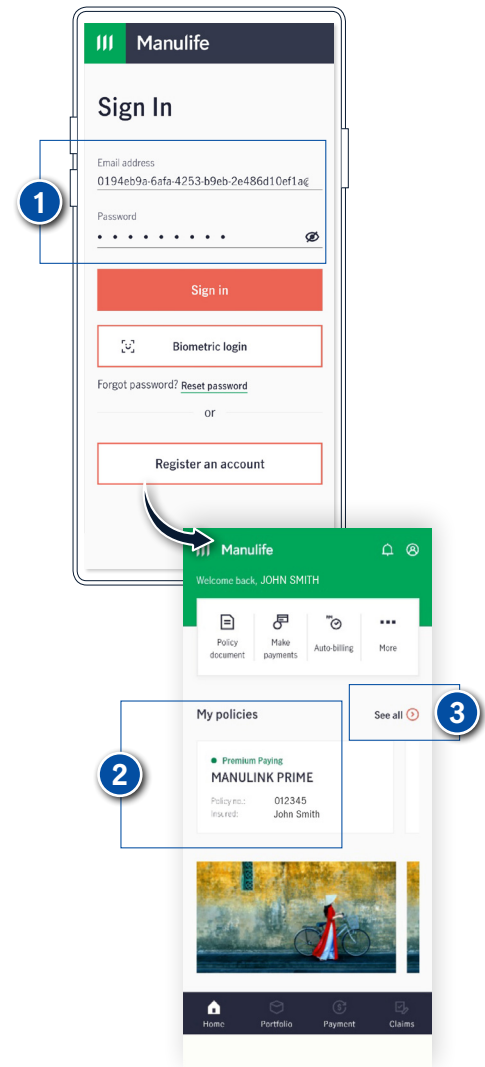 Manulife
Sign In
Email address
0194eb9a-6afa-4253-b9eb-2e486d10ef1a
Password
1
Sign in
Biometric login
Forgot password? Reset password
or
Register an account
Manulife
Welcome back, JOHN SMITH
Policy document
Make payments
Auto-billing
More
My policies
See all
3
2
Premium Paying
MANULINK PRIME
Policy no.: 012345
Insured: John Smith
Home
Portfolio
Payment
Claims